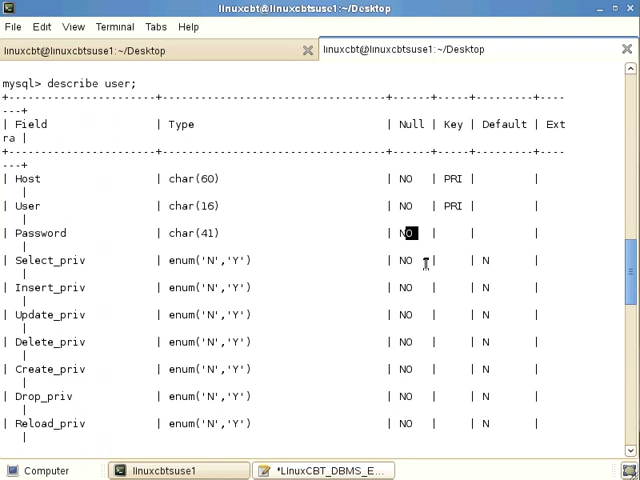 linuxcbt@linuxcbtsuse1:~/Desktop
File Edit View Terminal Tabs Help
linuxcbt@linuxcbtsuse1:~/Desktop linuxcbt@linuxcbtsuse1:~/Desktop
mysql> describe user;
+-----------------------+-----------------------------------+------+-----+---------+----
---+
| Field | Type | Null | Key | Default | Ext
ra |
+-----------------------+-----------------------------------+------+-----+---------+----
---+
| Host | char(60) | NO | PRI | |
|
| User | char(16) | NO | PRI | |
|
| Password | char(41) | NO | | |
|
| Select_priv | enum('N','Y') | NO | | N |
|
| Insert_priv | enum('N','Y') | NO | | N |
|
| Update_priv | enum('N','Y') | NO | | N |
|
| Delete_priv | enum('N','Y') | NO | | N |
|
| Create_priv | enum('N','Y') | NO | | N |
|
| Drop_priv | enum('N','Y') | NO | | N |
|
| Reload_priv | enum('N','Y') | NO | | N |
|
Computer linuxcbtsuse1 *LinuxCBT_DBMS_E...